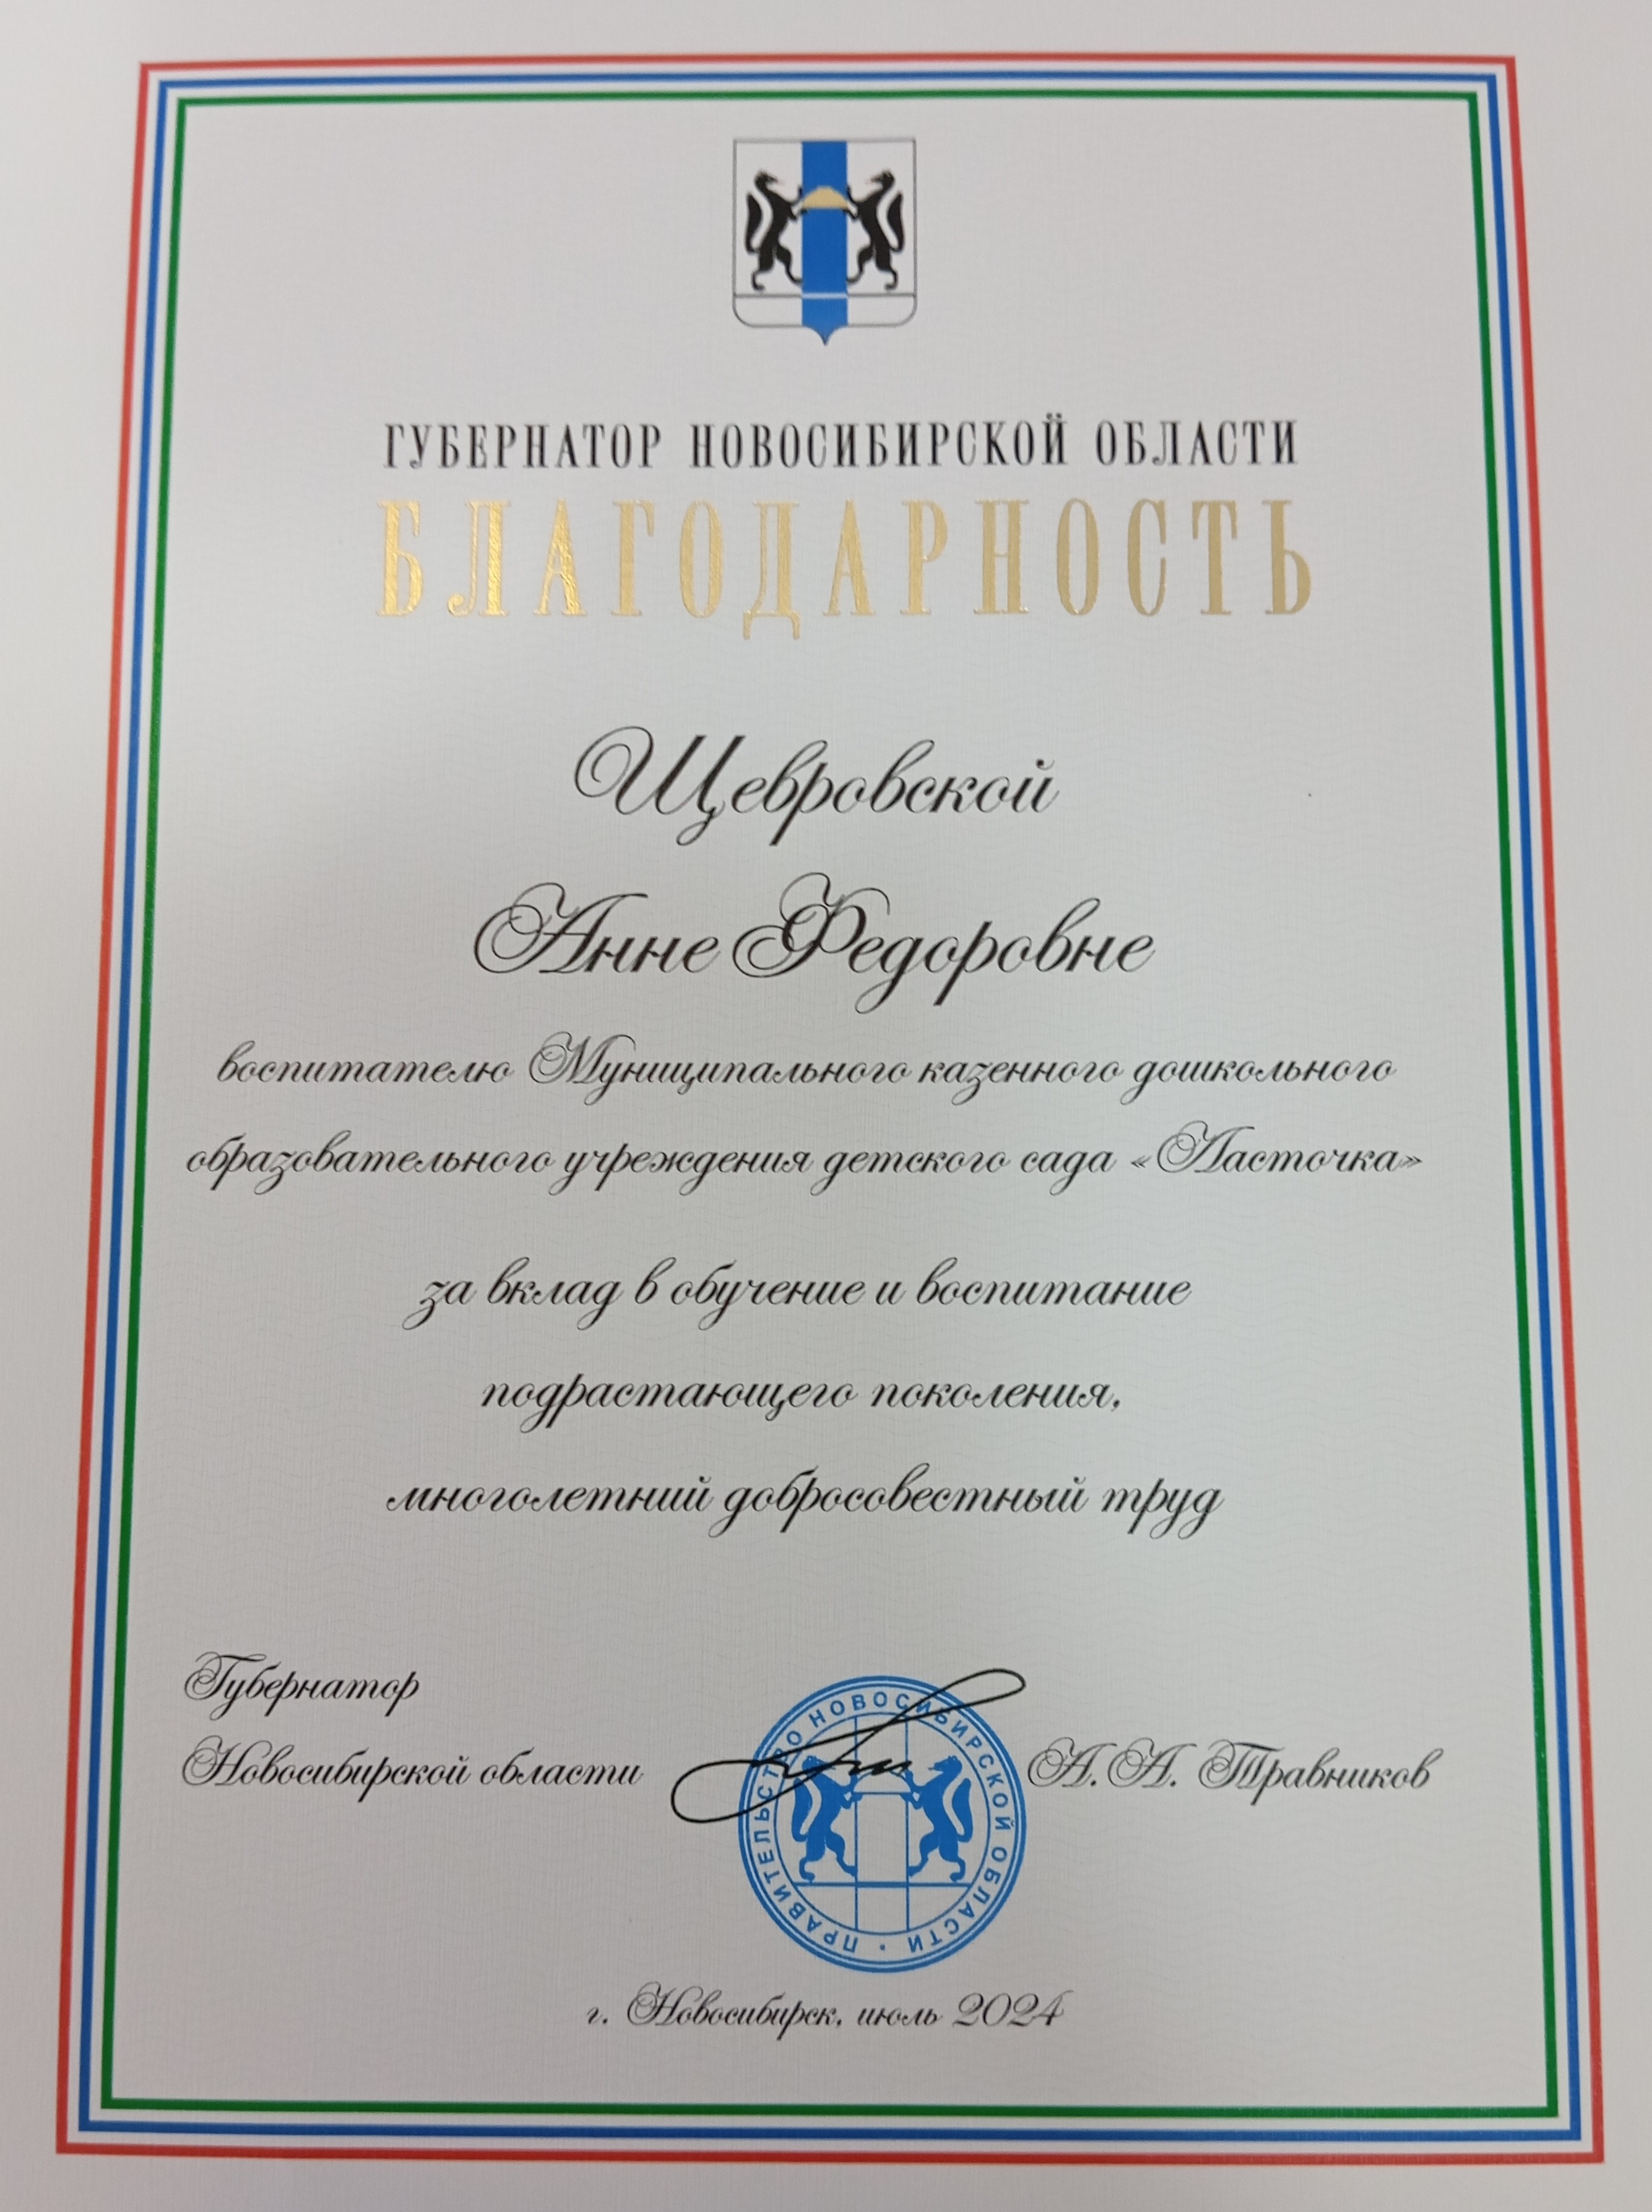 ГУБЕРНАТОР НОВОСИБИРСКОЙ ОБЛАСТИ
БЛАГОДАРНОСТЬ
Щевровской
Анне Федоровне
воспитателю Муниципального казенного дошкольного
образовательного учреждения детского сада «Ласточка»
за вклад в обучение и воспитание
подрастающего поколения,
многолетний добросовестный труд
Губернатор
Новосибирской области
А. А. Травников
ПРАВИТЕЛЬСТВО НОВОСИБИРСКОЙ ОБЛАСТИ •
г. Новосибирск, июль 2024